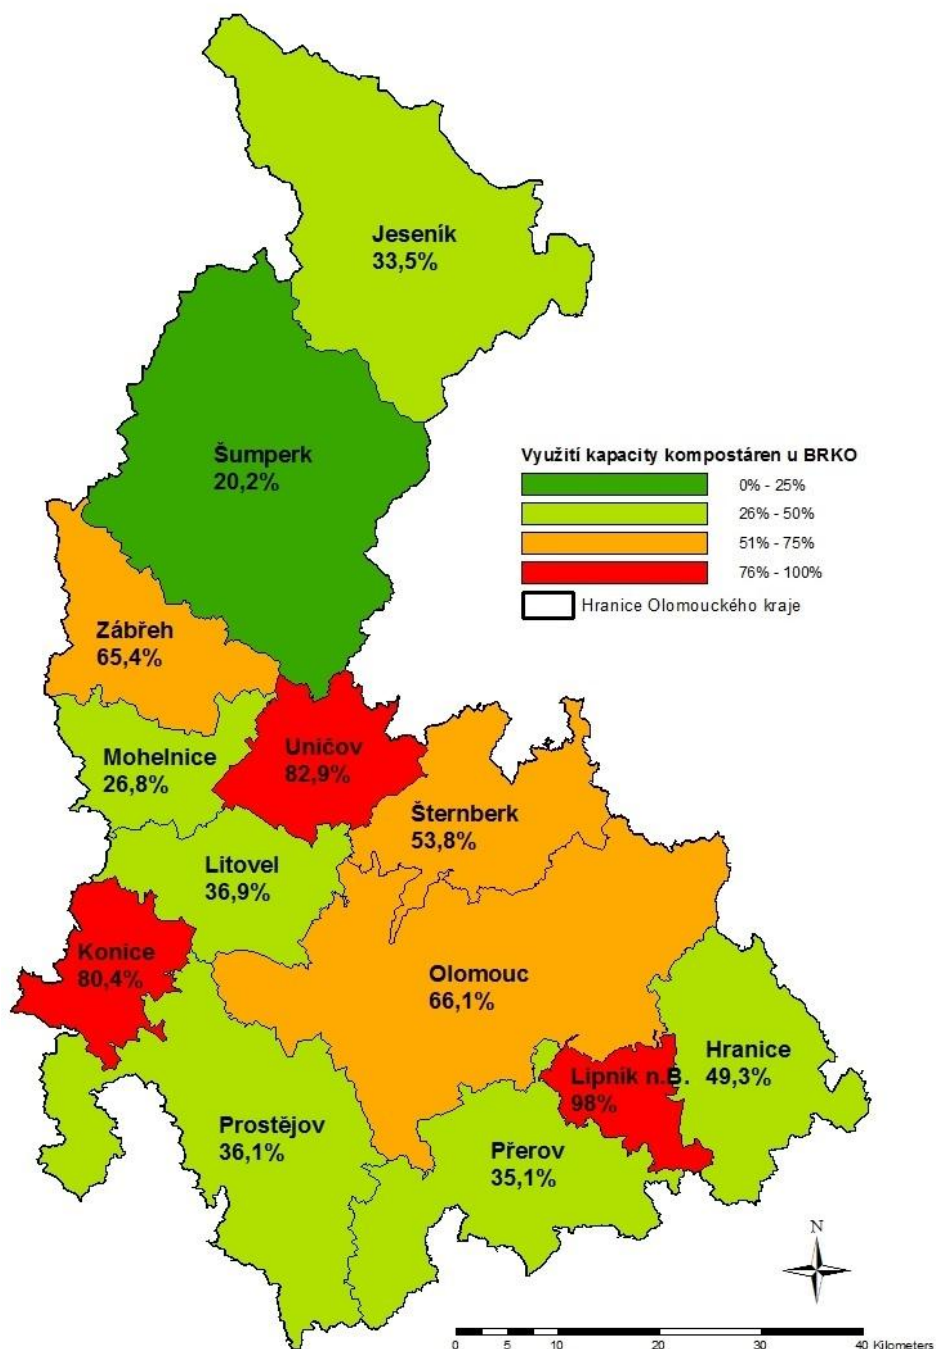 Jeseník
33,5%
Šumperk
20,2%
Využití kapacity kompostáren u BRKO
0% - 25%
26% - 50%
51% - 75%
76% - 100%
Hranice Olomouckého kraje
Zábřeh
65,4%
Mohelnice
26,8%
Uničov
82,9%
Šternberk
53,8%
Litovel
36,9%
Konice
80,4%
Olomouc
66,1%
Hranice
49,3%
Lipník n.B.
98%
Prostějov
36,1%
Přerov
35,1%
N
0 5 10 20 30 40 Kilometers